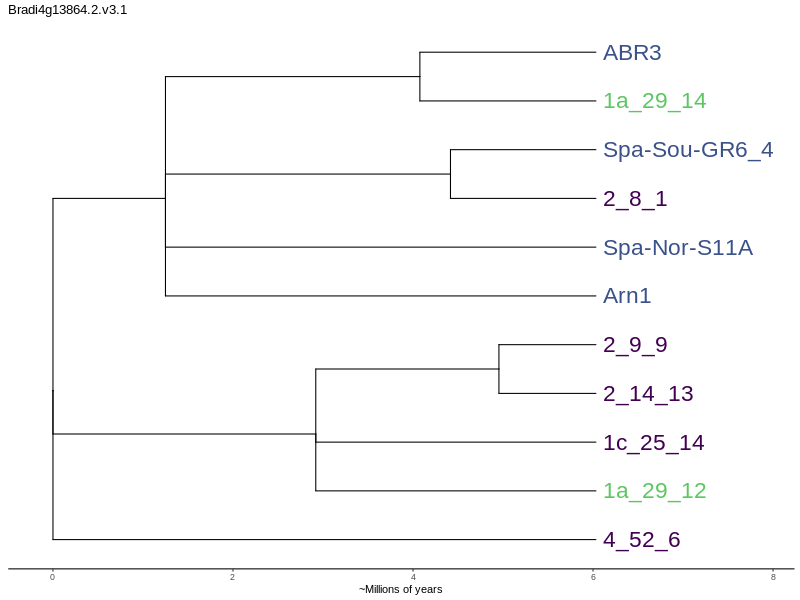 Bradi4g13864.2.v3.1
ABR3
1a_29_14
Spa-Sou-GR6_4
2_8_1
Spa-Nor-S11A
Arn1
2_9_9
2_14_13
1c_25_14
1a_29_12
4_52_6
0 2 4 6 8
~Millions of years